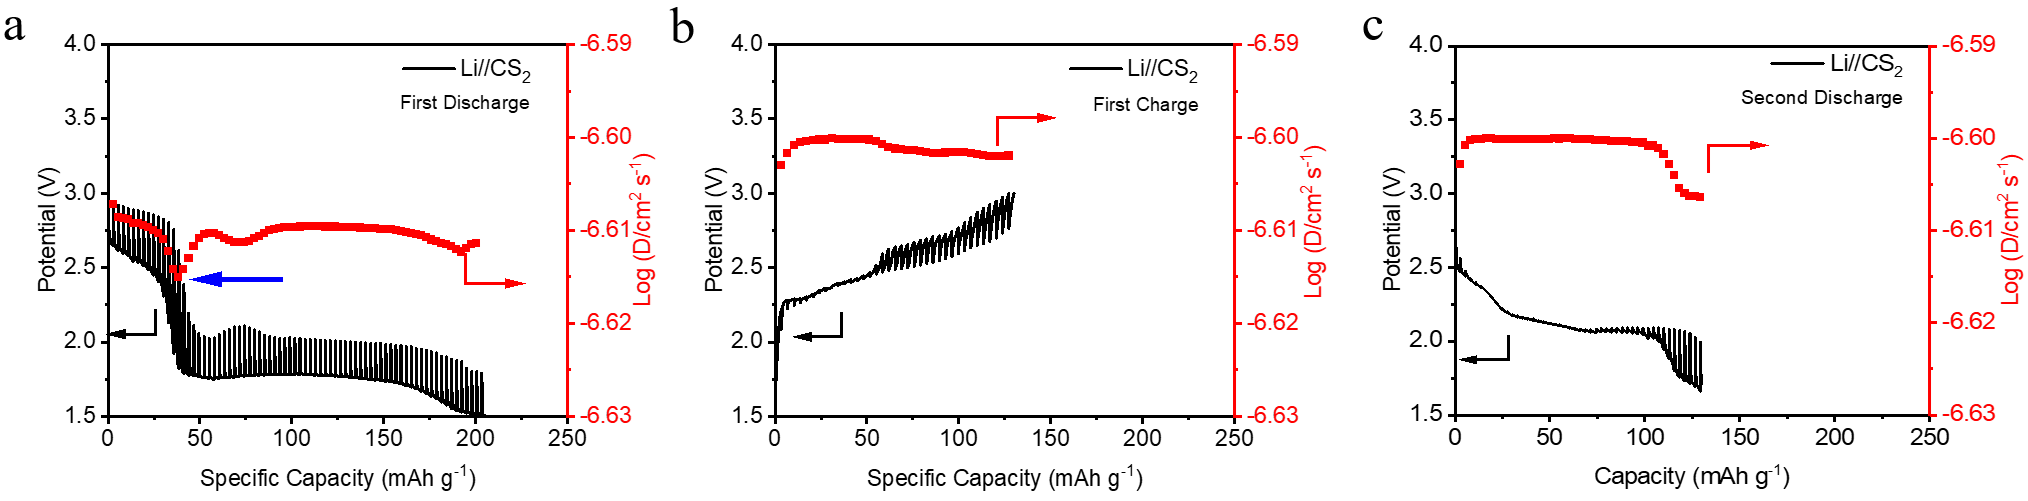 a
4.0
3.5
3.0
2.5
2.0
1.5
Potential (V)
0 50 100 150 200 250
Specific Capacity (mAh g⁻¹)
Li//CS₂
First Discharge
-6.59
-6.60
-6.61
-6.62
-6.63
Log (D/cm² s⁻¹)
b
4.0
3.5
3.0
2.5
2.0
1.5
Potential (V)
0 50 100 150 200 250
Specific Capacity (mAh g⁻¹)
Li//CS₂
First Charge
-6.59
-6.60
-6.61
-6.62
-6.63
Log (D/cm² s⁻¹)
c
4.0
3.5
3.0
2.5
2.0
1.5
Potential (V)
0 50 100 150 200 250
Capacity (mAh g⁻¹)
Li//CS₂
Second Discharge
-6.59
-6.60
-6.61
-6.62
-6.63
Log (D/cm² s⁻¹)